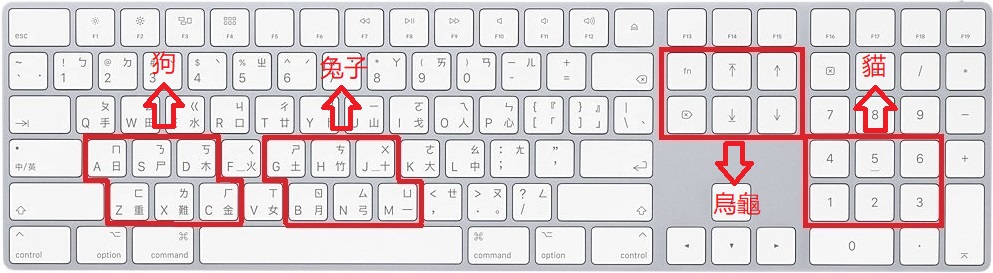 esc F1 F2 F3 F4 F5 F6 F7 F8 F9 F10 F11 F12 F13 F14 F15 F16 F17 F18 F19
狗 兔子 貓
~ ! ㄅ @ ㄉ # $ ˋ % ㄓ ^ & * ㄚ ( ㄞ ) ㄢ — ㄦ + fn
1 2 3 4 5 6 7 8 9 0 - = / *
ㄆ ㄊ ㄍ ㄐ ㄔ ㄗ ㄧ ㄛ ㄟ ㄣ { 『 } 』 |
Q 手 W 田 水 R 口 T 廿 Y U 山 I 戈 O 人 P 心 [ 「 ] 」 \ 、 7 8 9 −
ㄇ ㄋ ㄎ ㄑ ㄕ ㄘ ㄨ ㄜ ㄠ : ㄤ "
中/英 A 日 S 尸 D 木 F 火 G 土 H 竹 J 十 K 大 L 中 ; ' 4 5 6 +
ㄈ ㄌ ㄏ ㄒ ㄖ ㄙ ㄩ < ㄝ > ㄡ ? ㄥ 烏龜
Z 重 X 難 C 金 V 女 B 月 N 弓 M 一 , . / 1 2 3
control option command command option control 0 .